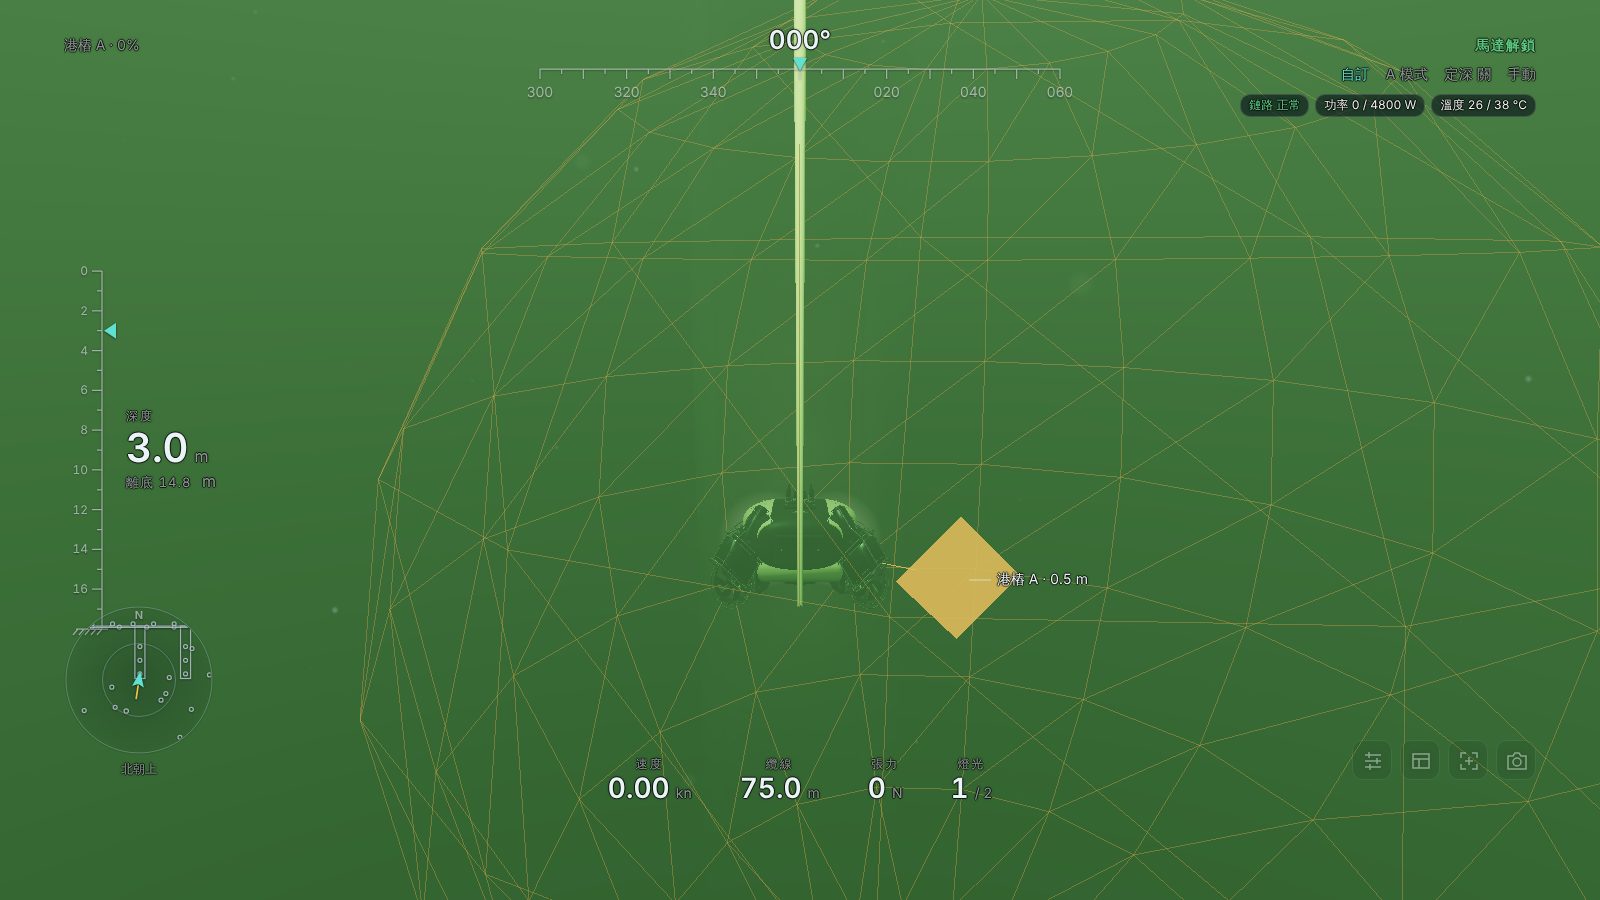 港樁 A · 0%
000°
300 320 340 020 040 060
馬達解鎖
自訂 A 模式 定深 關 手動
鏈路 正常 功率 0 / 4800 W 溫度 26 / 38 °C
0
2
4
6
8
10
12
14
16
深度
3.0 m
離底 14.8 m
港樁 A · 0.5 m
N
北朝上
速度 纜線 張力 燈光
0.00 kn 75.0 m 0 N 1 / 2